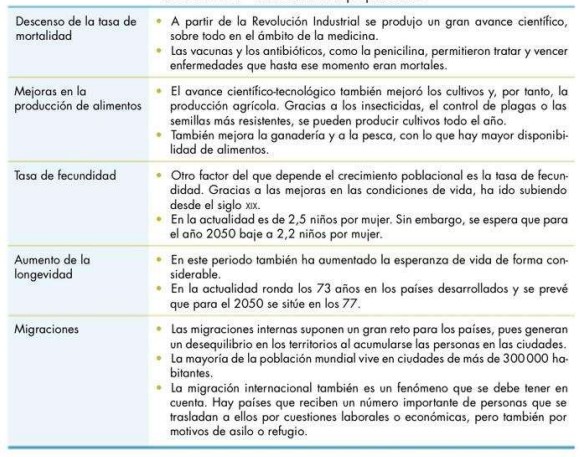 Descenso de la tasa de
mortalidad
• A partir de la Revolución Industrial se produjo un gran avance científico,
sobre todo en el ámbito de la medicina.
• Las vacunas y los antibióticos, como la penicilina, permitieron tratar y vencer
enfermedades que hasta ese momento eran mortales.
Mejoras en la
producción de alimentos
• El avance científico-tecnológico también mejoró los cultivos y, por tanto, la
producción agrícola. Gracias a los insecticidas, el control de plagas o las
semillas más resistentes, se pueden producir cultivos todo el año.
• También mejora la ganadería y a la pesca, con lo que hay mayor disponibi-
lidad de alimentos.
Tasa de fecundidad
• Otro factor del que depende el crecimiento poblacional es la tasa de fecun-
didad. Gracias a las mejoras en las condiciones de vida, ha ido subiendo
desde el siglo XIX.
• En la actualidad es de 2,5 niños por mujer. Sin embargo, se espera que para
el año 2050 baje a 2,2 niños por mujer.
Aumento de la
longevidad
• En este periodo también ha aumentado la esperanza de vida de forma con-
siderable.
• En la actualidad ronda los 73 años en los países desarrollados y se prevé
que para el 2050 se sitúe en los 77.
Migraciones
• Las migraciones internas suponen un gran reto para los países, pues generan
un desequilibrio en los territorios al acumularse las personas en las ciudades.
• La mayoría de la población mundial vive en ciudades de más de 300 000 ha-
bitantes.
• La migración internacional también es un fenómeno que se debe tener en
cuenta. Hay países que reciben un número importante de personas que se
trasladan a ellos por cuestiones laborales o económicas, pero también por
motivos de asilo o refugio.